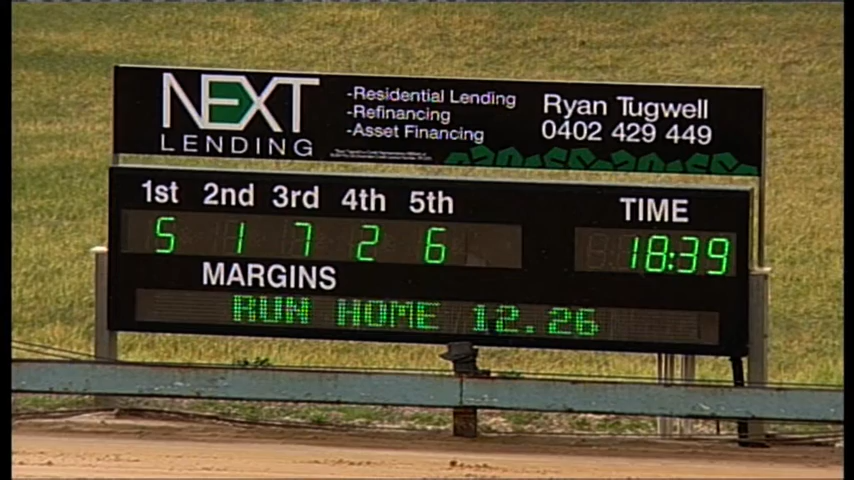 NEXT
LENDING
-Residential Lending
-Refinancing
-Asset Financing
Ryan Tugwell
0402 429 449
1st 2nd 3rd 4th 5th TIME
5 1 7 2 6 18:39
MARGINS
RUN HOME 12.26